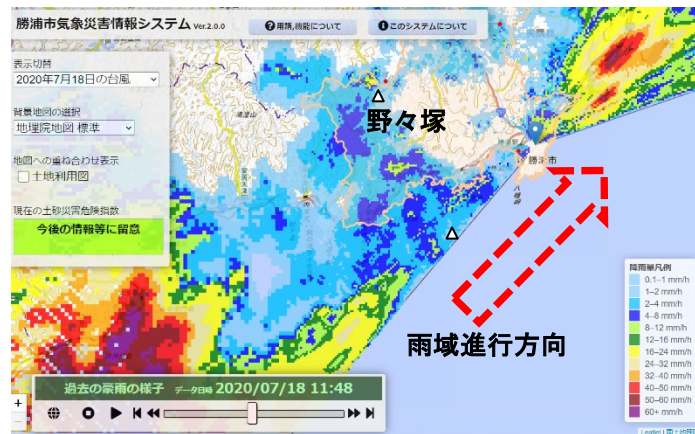 勝浦市気象災害情報システム Ver.2.0.0
用語,機能について
このシステムについて
表示切替
2020年7月18日の台風
背景地図の選択
地理院地図 標準
地図への重ね合わせ表示
土地利用図
現在の土砂災害危険指数
今後の情報等に留意
野々塚
清澄山
勝浦市
八幡岬
雨域進行方向
降雨量凡例
0.1–1 mm/h
1–2 mm/h
2–4 mm/h
4–8 mm/h
8–12 mm/h
12–16 mm/h
16–24 mm/h
24–32 mm/h
32–40 mm/h
40–50 mm/h
50–60 mm/h
60+ mm/h
過去の豪雨の様子 データ日時 2020/07/18 11:48
+
−